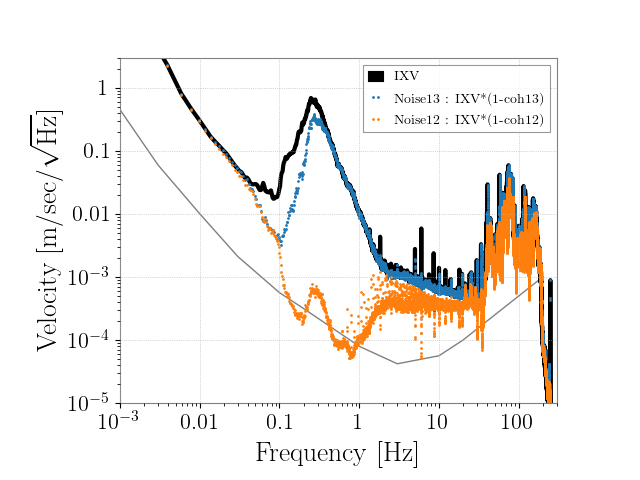 IXV
Noise13 : IXV*(1-coh13)
Noise12 : IXV*(1-coh12)
Velocity [m/sec/√Hz]
1
0.1
0.01
10⁻³
10⁻⁴
10⁻⁵
10⁻³ 0.01 0.1 1 10 100
Frequency [Hz]